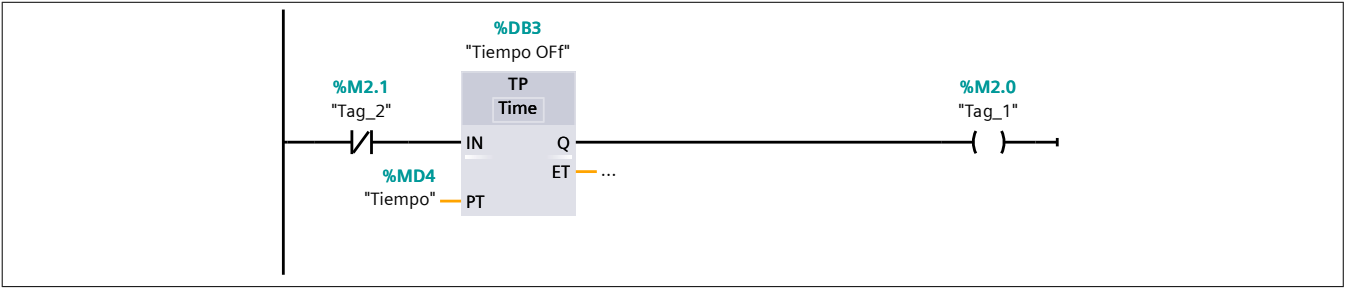 %DB3
"Tiempo OFf"
%M2.1
"Tag_2"
TP
Time
%M2.0
"Tag_1"
IN
Q
ET
...
%MD4
"Tiempo"
PT